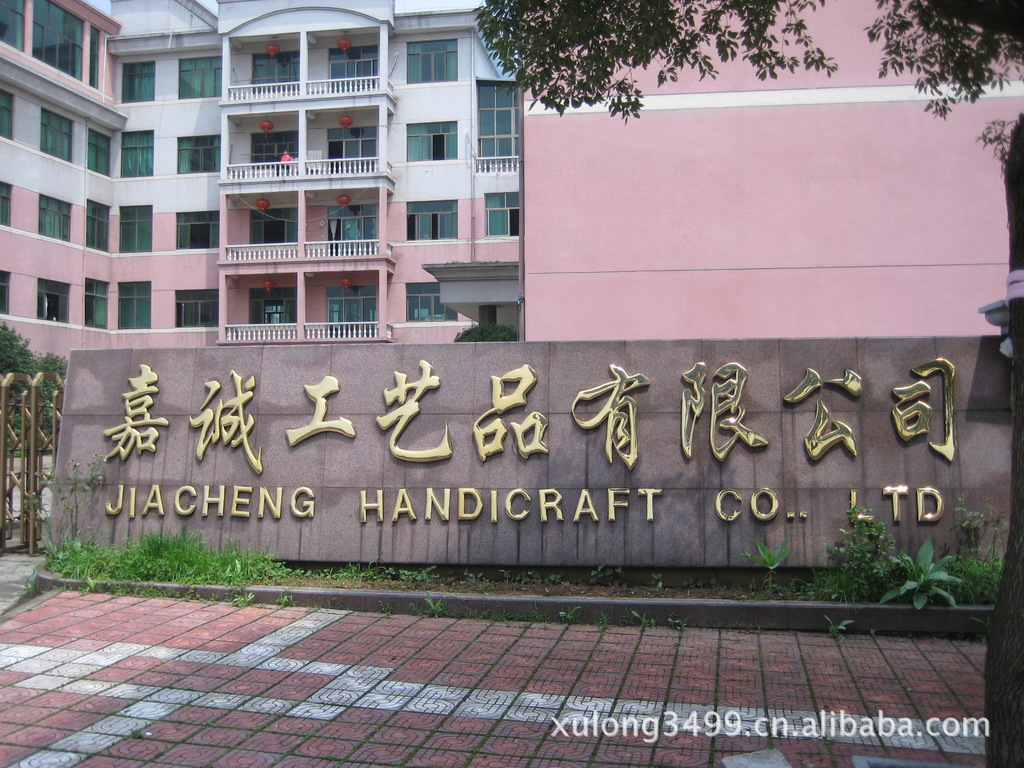 嘉诚工艺品有限公司
JIACHENG HANDICRAFT CO.. LTD
xulong3499.cn.alibaba.com